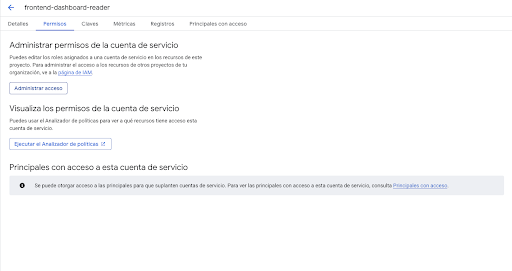 frontend-dashboard-reader
Detalles Permisos Claves Métricas Registros Principales con acceso
Administrar permisos de la cuenta de servicio
Puedes editar los roles asignados a una cuenta de servicio en los recursos de este
proyecto. Para administrar el acceso a los recursos de otros proyectos de tu
organización, ve a la página de IAM.
Administrar acceso
Visualiza los permisos de la cuenta de servicio
Puedes usar el Analizador de políticas para ver a qué recursos tiene acceso esta
cuenta de servicio.
Ejecutar el Analizador de políticas
Principales con acceso a esta cuenta de servicio
Se puede otorgar acceso a las principales para que suplanten cuentas de servicio. Para ver las principales con acceso a esta cuenta de servicio, consulta Principales con acceso.